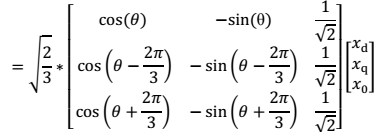 = √(2/3) * [ cos(θ) −sin(θ) 1/√2
cos(θ − 2π/3) −sin(θ − 2π/3) 1/√2
cos(θ + 2π/3) −sin(θ + 2π/3) 1/√2 ] [ x_d
x_q
x_0 ]